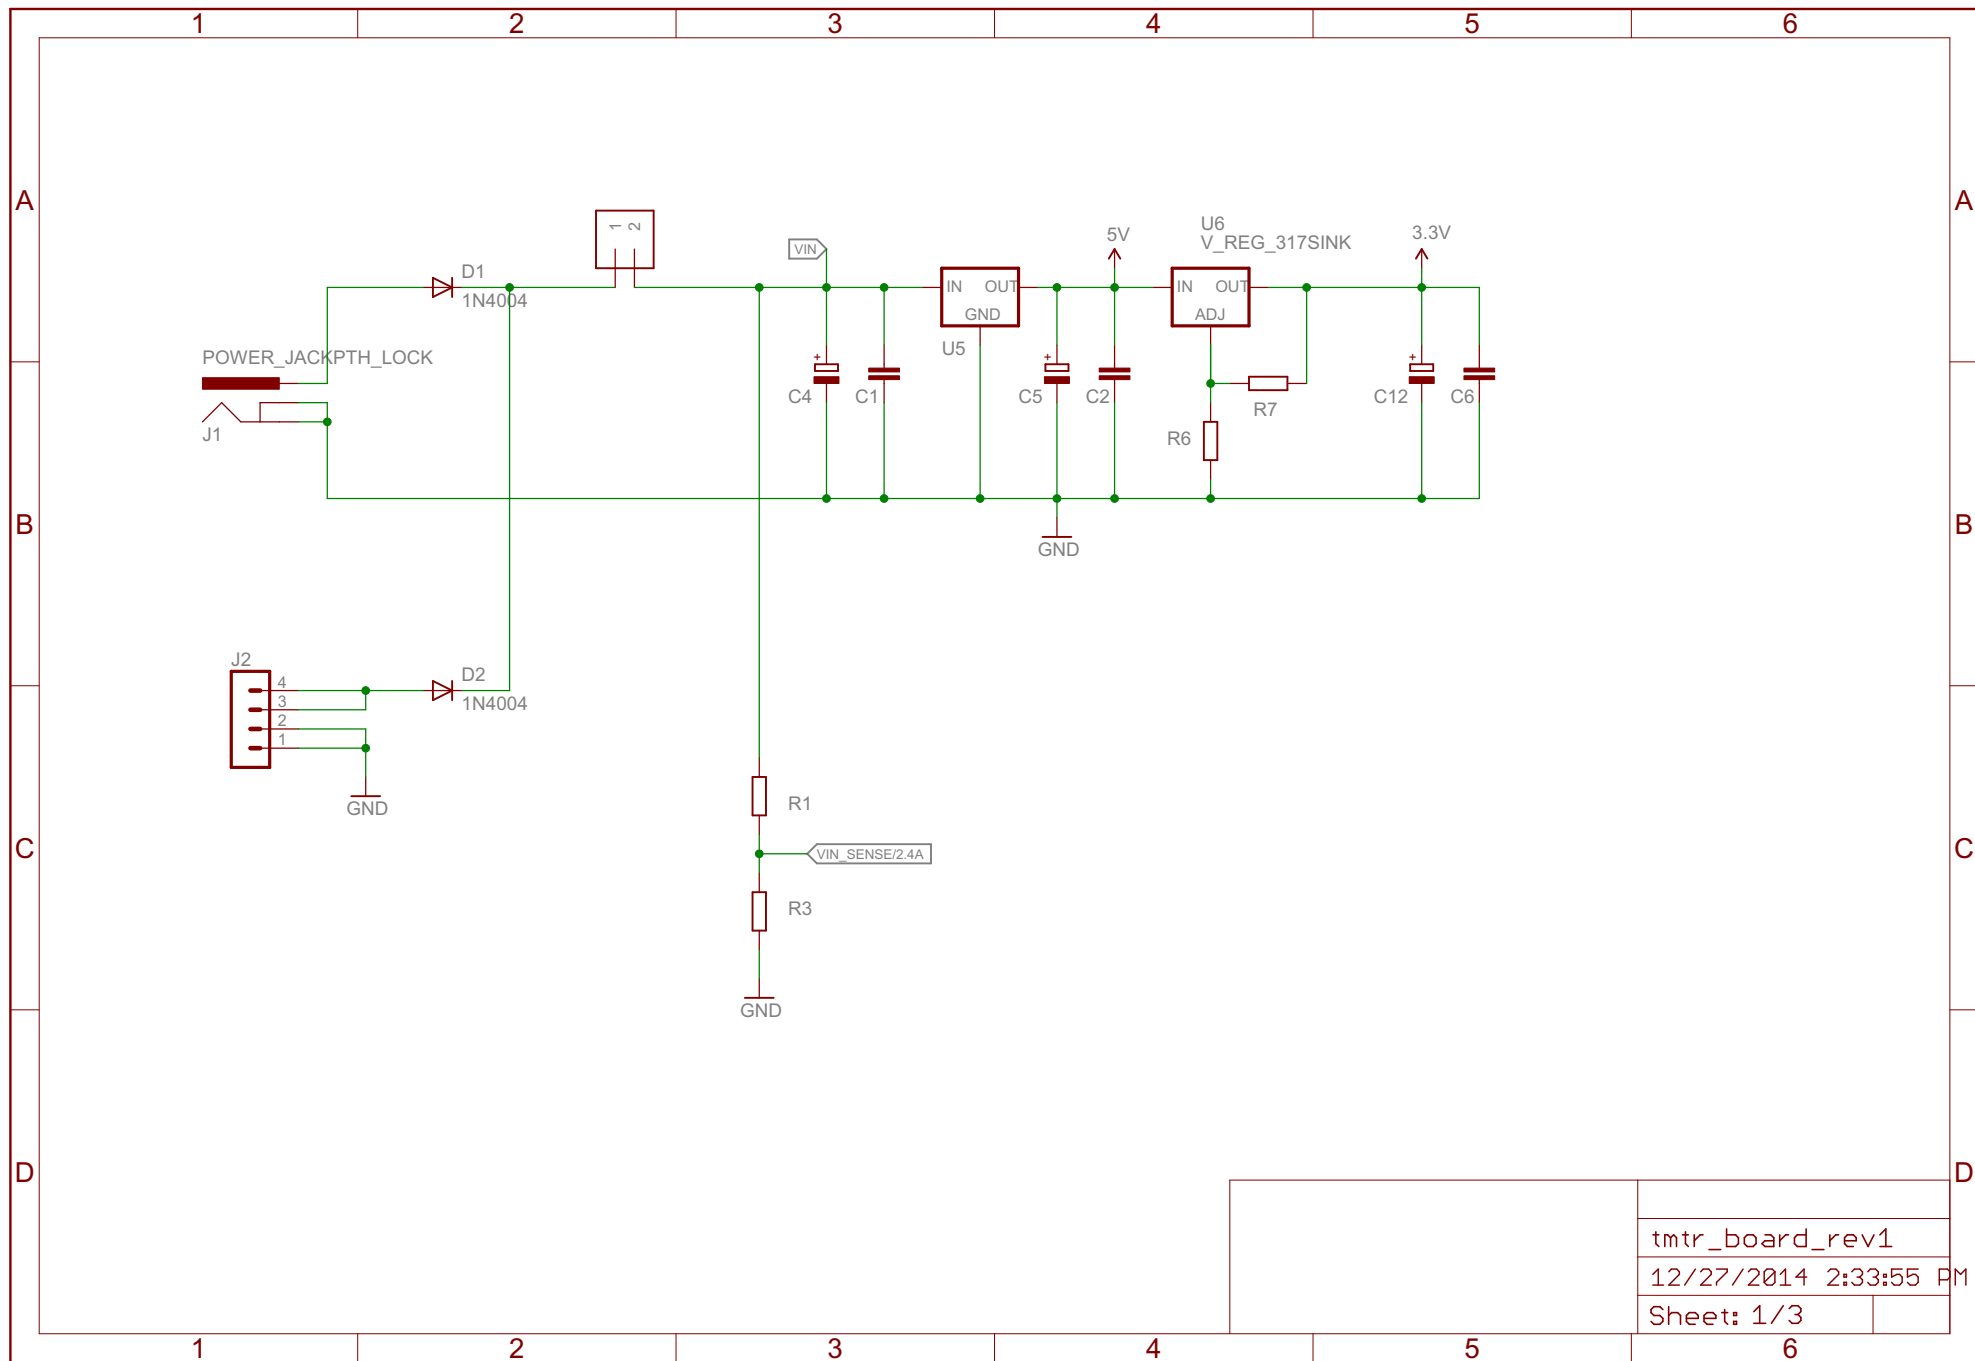 1 2 3 4 5 6
A A
1 2
U6
V_REG_317SINK
5V
3.3V
VIN
D1
1N4004
IN OUT
GND
U5
IN OUT
ADJ
POWER_JACKPTH_LOCK
J1
C4
+
C1
C5
+
C2
R7
R6
C12
+
C6
B B
GND
J2
4
3
2
1
D2
1N4004
GND
R1
C C
VIN_SENSE/2.4A
R3
GND
D D
tmtr_board_rev1
12/27/2014 2:33:55 PM
Sheet: 1/3
1 2 3 4 5 6